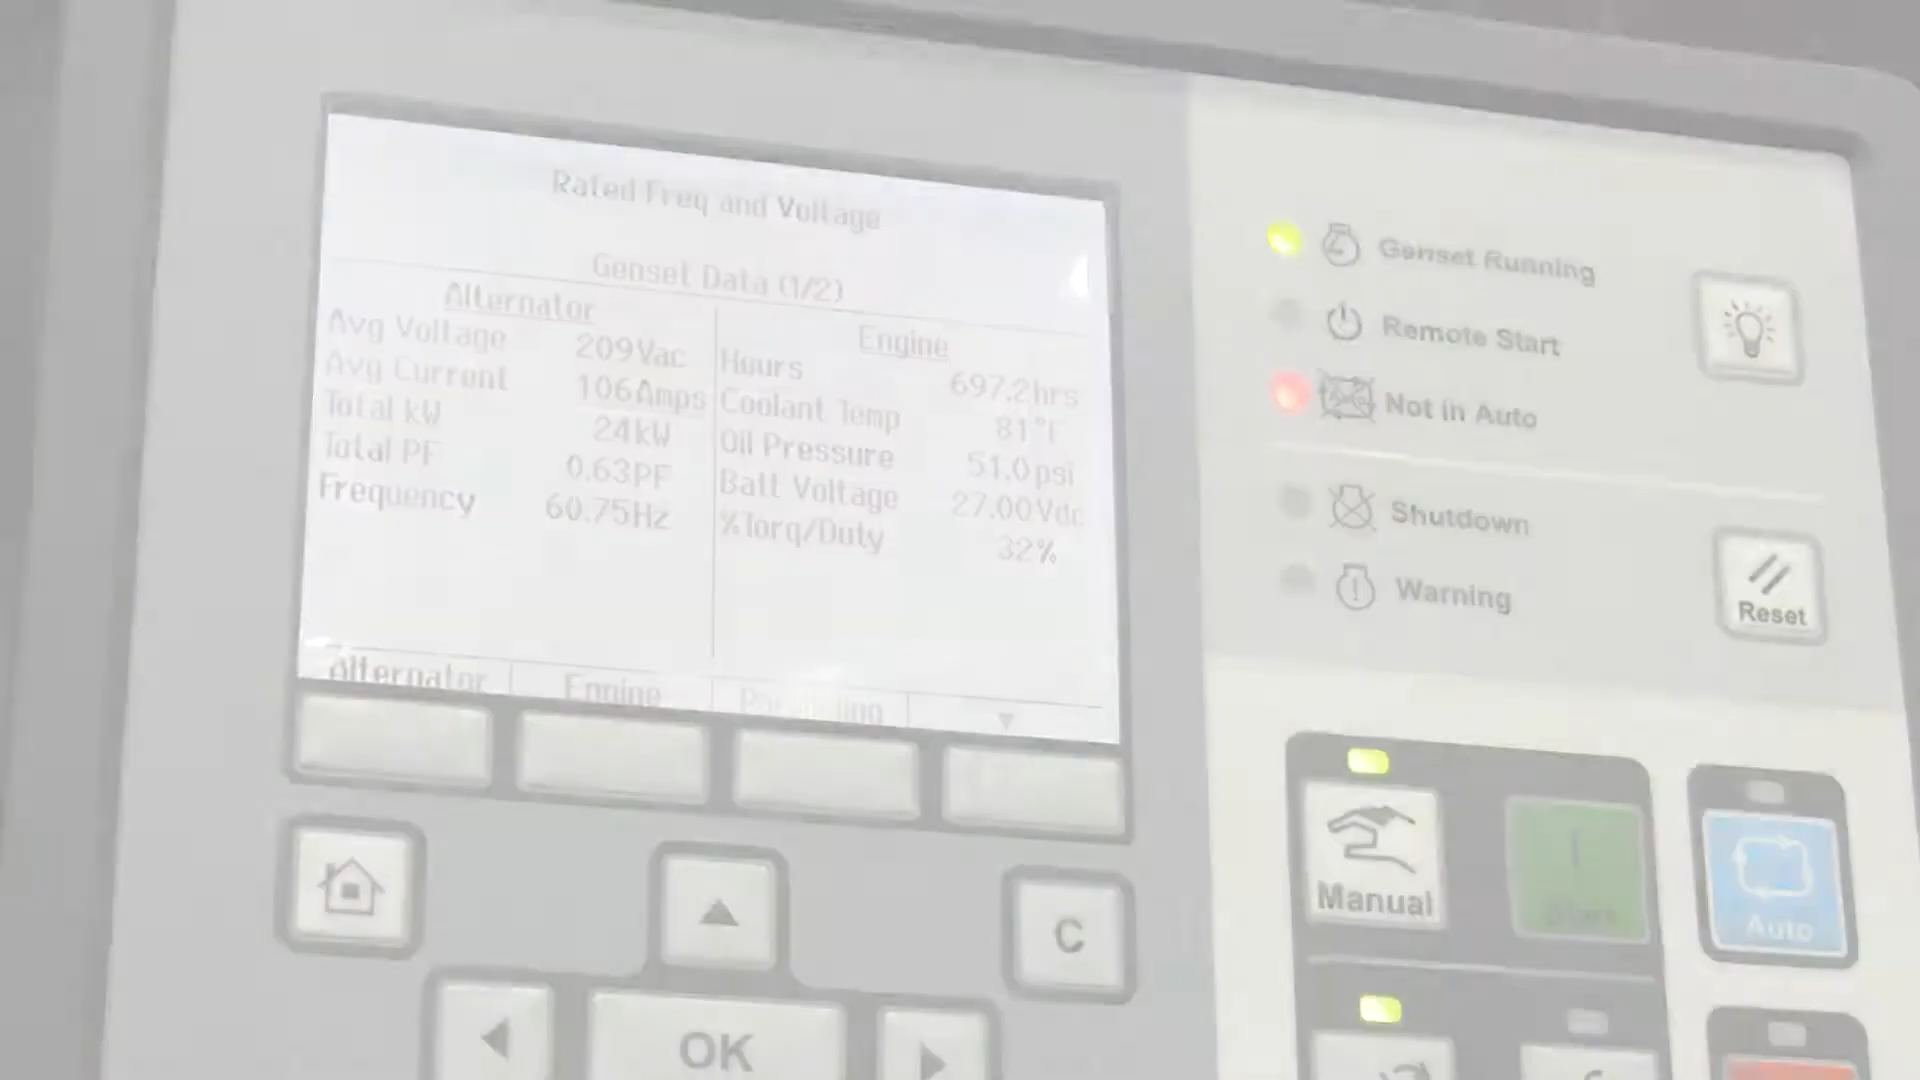 Rated Freq and Voltage
Genset Data (1/2)
Alternator
Avg Voltage 209Vac
Avg Current 106Amps
Total kW 24kW
Total PF 0.63PF
Frequency 60.75Hz
Engine
Hours 697.2hrs
Coolant Temp 81°F
Oil Pressure 51.0psi
Batt Voltage 27.00Vdc
%Torq/Duty 32%
Alternator Engine Paralleling
Genset Running
Remote Start
Not in Auto
Shutdown
Warning
Reset
Manual
Start
Auto
C
OK